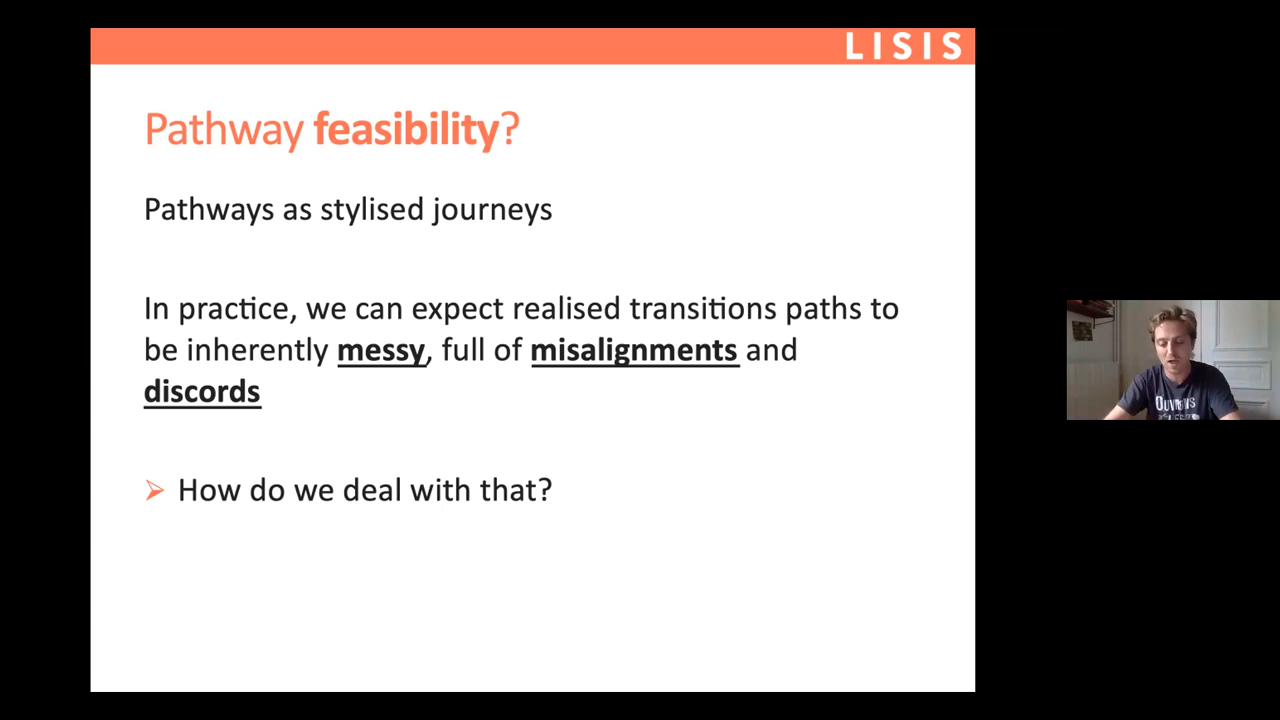 LISIS
Pathway feasibility?
Pathways as stylised journeys
In practice, we can expect realised transitions paths to
be inherently messy, full of misalignments and
discords
How do we deal with that?